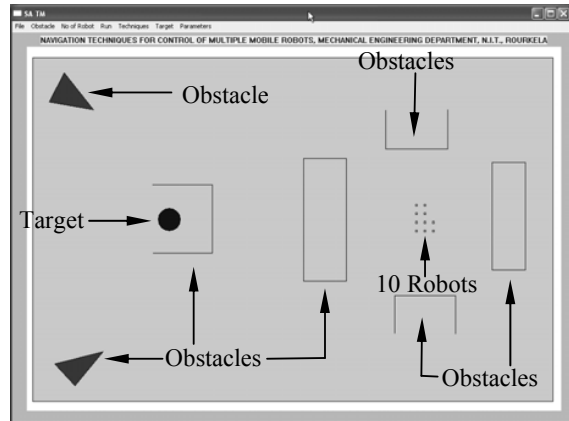 SA TM
File Obstacle No of Robot Run Techniques Target Parameters
NAVIGATION TECHNIQUES FOR CONTROL OF MULTIPLE MOBILE ROBOTS, MECHANICAL ENGINEERING DEPARTMENT, N.I.T., ROURKELA
Obstacles
Obstacle
Target
10 Robots
Obstacles
Obstacles